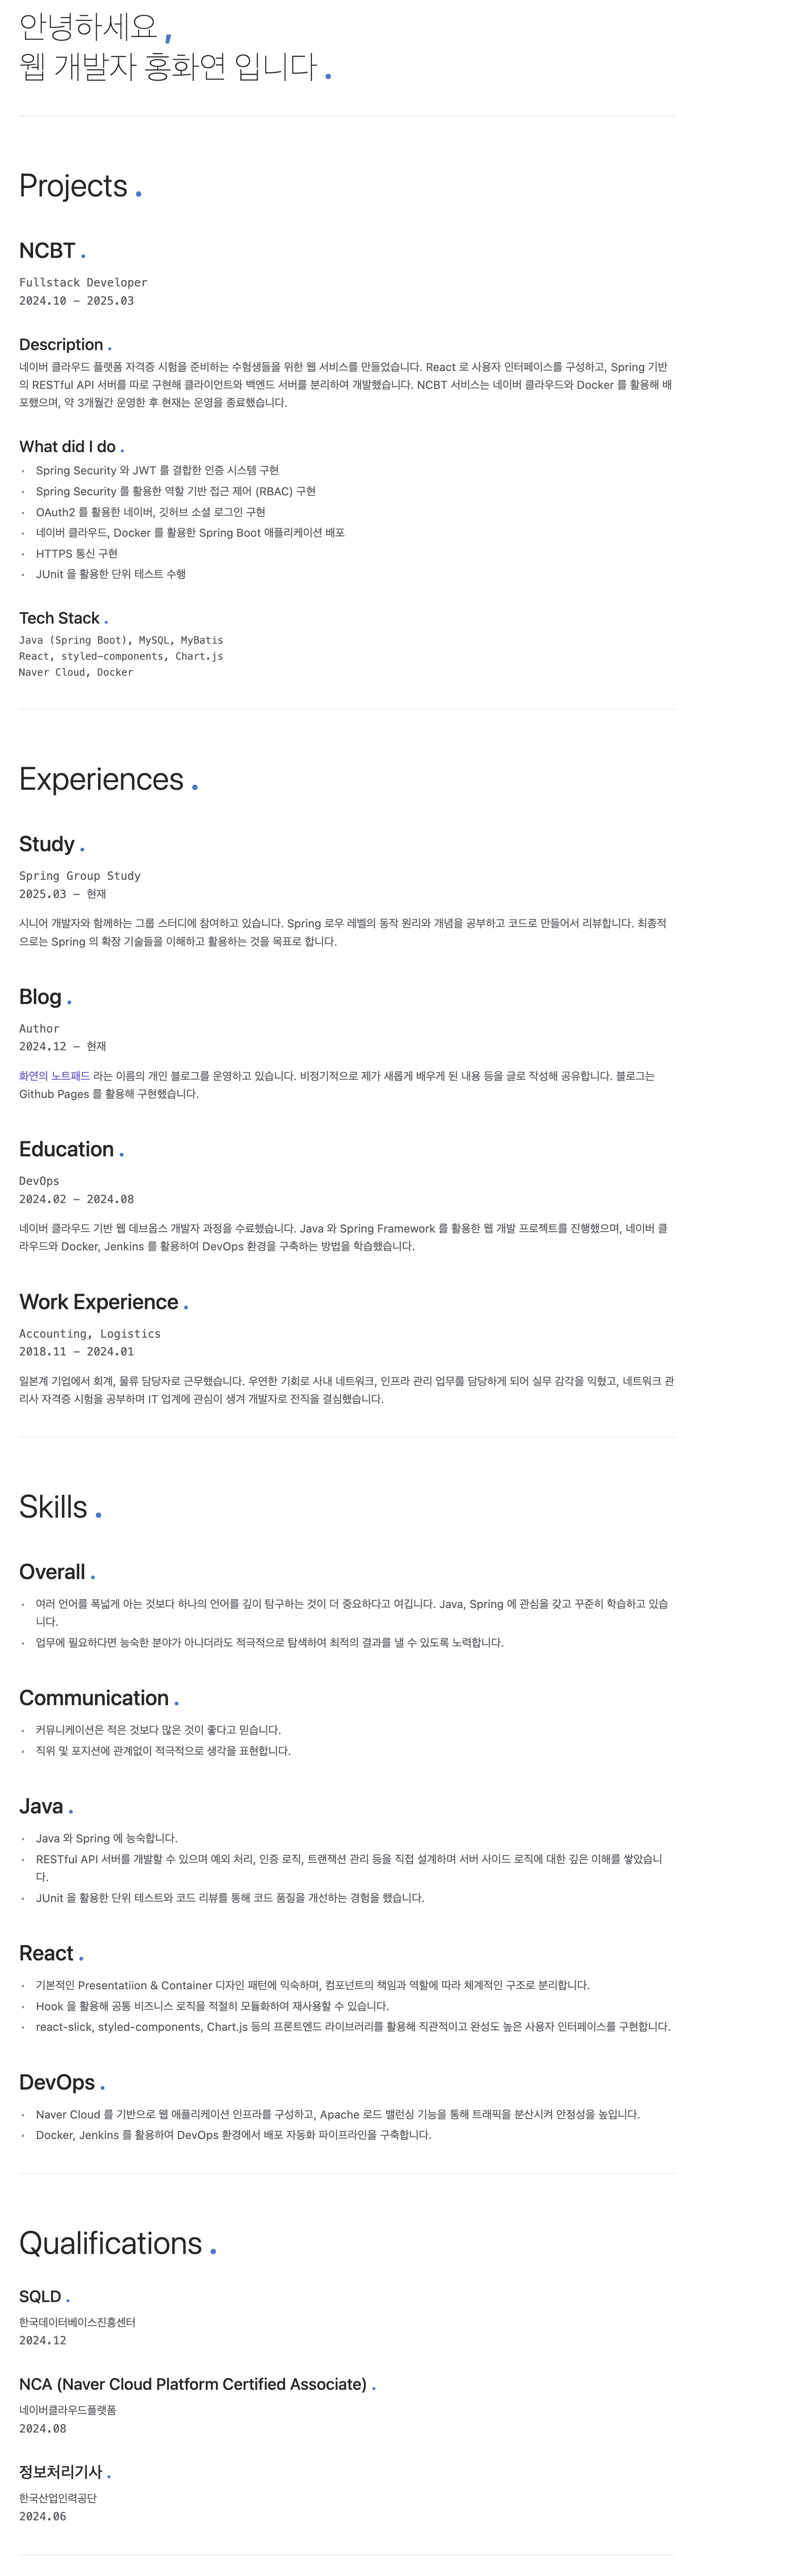 안녕하세요 ,
웹 개발자 홍화연 입니다 .
Projects .
NCBT .
Fullstack Developer
2024.10 – 2025.03
Description .
네이버 클라우드 플랫폼 자격증 시험을 준비하는 수험생들을 위한 웹 서비스를 만들었습니다. React 로 사용자 인터페이스를 구성하고, Spring 기반
의 RESTful API 서버를 따로 구현해 클라이언트와 백엔드 서버를 분리하여 개발했습니다. NCBT 서비스는 네이버 클라우드와 Docker 를 활용해 배
포했으며, 약 3개월간 운영한 후 현재는 운영을 종료했습니다.
What did I do .
• Spring Security 와 JWT 를 결합한 인증 시스템 구현
• Spring Security 를 활용한 역할 기반 접근 제어 (RBAC) 구현
• OAuth2 를 활용한 네이버, 깃허브 소셜 로그인 구현
• 네이버 클라우드, Docker 를 활용한 Spring Boot 애플리케이션 배포
• HTTPS 통신 구현
• JUnit 을 활용한 단위 테스트 수행
Tech Stack .
Java (Spring Boot), MySQL, MyBatis
React, styled-components, Chart.js
Naver Cloud, Docker
Experiences .
Study .
Spring Group Study
2025.03 – 현재
시니어 개발자와 함께하는 그룹 스터디에 참여하고 있습니다. Spring 로우 레벨의 동작 원리와 개념을 공부하고 코드로 만들어서 리뷰합니다. 최종적
으로는 Spring 의 확장 기술들을 이해하고 활용하는 것을 목표로 합니다.
Blog .
Author
2024.12 – 현재
화연의 노트패드 라는 이름의 개인 블로그를 운영하고 있습니다. 비정기적으로 제가 새롭게 배우게 된 내용 등을 글로 작성해 공유합니다. 블로그는
Github Pages 를 활용해 구현했습니다.
Education .
DevOps
2024.02 – 2024.08
네이버 클라우드 기반 웹 데브옵스 개발자 과정을 수료했습니다. Java 와 Spring Framework 를 활용한 웹 개발 프로젝트를 진행했으며, 네이버 클
라우드와 Docker, Jenkins 를 활용하여 DevOps 환경을 구축하는 방법을 학습했습니다.
Work Experience .
Accounting, Logistics
2018.11 – 2024.01
일본계 기업에서 회계, 물류 담당자로 근무했습니다. 우연한 기회로 사내 네트워크, 인프라 관리 업무를 담당하게 되어 실무 감각을 익혔고, 네트워크 관
리사 자격증 시험을 공부하며 IT 업계에 관심이 생겨 개발자로 전직을 결심했습니다.
Skills .
Overall .
• 여러 언어를 폭넓게 아는 것보다 하나의 언어를 깊이 탐구하는 것이 더 중요하다고 여깁니다. Java, Spring 에 관심을 갖고 꾸준히 학습하고 있습
니다.
• 업무에 필요하다면 능숙한 분야가 아니더라도 적극적으로 탐색하여 최적의 결과를 낼 수 있도록 노력합니다.
Communication .
• 커뮤니케이션은 적은 것보다 많은 것이 좋다고 믿습니다.
• 직위 및 포지션에 관계없이 적극적으로 생각을 표현합니다.
Java .
• Java 와 Spring 에 능숙합니다.
• RESTful API 서버를 개발할 수 있으며 예외 처리, 인증 로직, 트랜잭션 관리 등을 직접 설계하며 서버 사이드 로직에 대한 깊은 이해를 쌓았습니
다.
• JUnit 을 활용한 단위 테스트와 코드 리뷰를 통해 코드 품질을 개선하는 경험을 했습니다.
React .
• 기본적인 Presentatiion & Container 디자인 패턴에 익숙하며, 컴포넌트의 책임과 역할에 따라 체계적인 구조로 분리합니다.
• Hook 을 활용해 공통 비즈니스 로직을 적절히 모듈화하여 재사용할 수 있습니다.
• react-slick, styled-components, Chart.js 등의 프론트엔드 라이브러리를 활용해 직관적이고 완성도 높은 사용자 인터페이스를 구현합니다.
DevOps .
• Naver Cloud 를 기반으로 웹 애플리케이션 인프라를 구성하고, Apache 로드 밸런싱 기능을 통해 트래픽을 분산시켜 안정성을 높입니다.
• Docker, Jenkins 를 활용하여 DevOps 환경에서 배포 자동화 파이프라인을 구축합니다.
Qualifications .
SQLD .
한국데이터베이스진흥센터
2024.12
NCA (Naver Cloud Platform Certified Associate) .
네이버클라우드플랫폼
2024.08
정보처리기사 .
한국산업인력공단
2024.06